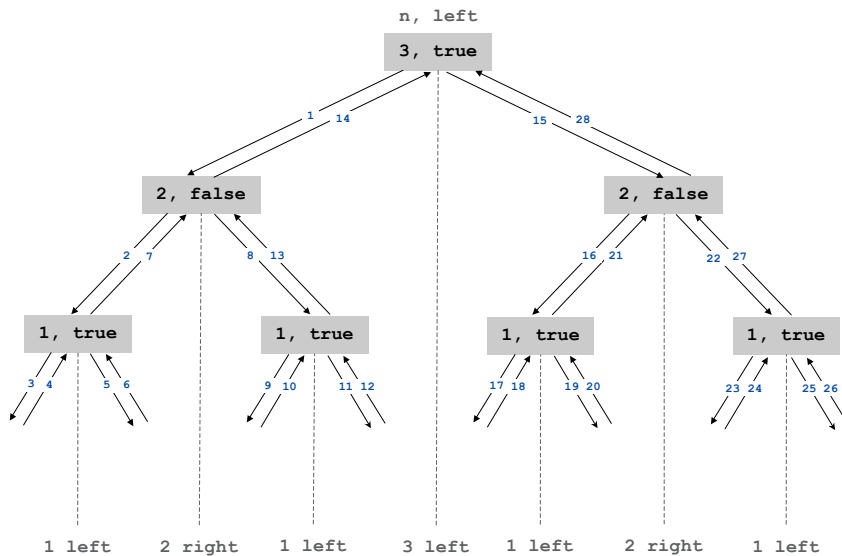 n, left
3, true
1 14 15 28
2, false 2, false
2 7 8 13 16 21 22 27
1, true 1, true 1, true 1, true
3 4 5 6 9 10 11 12 17 18 19 20 23 24 25 26
1 left 2 right 1 left 3 left 1 left 2 right 1 left